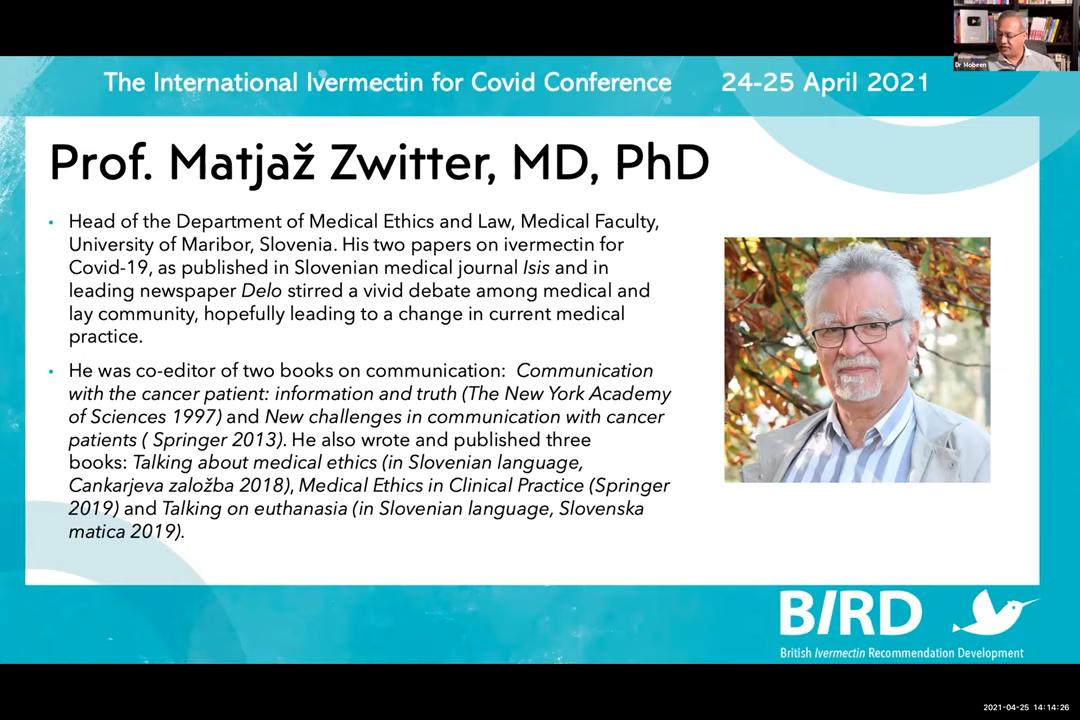 Dr Mobeen
The International Ivermectin for Covid Conference 24-25 April 2021
Prof. Matjaž Zwitter, MD, PhD
• Head of the Department of Medical Ethics and Law, Medical Faculty,
University of Maribor, Slovenia. His two papers on ivermectin for
Covid-19, as published in Slovenian medical journal Isis and in
leading newspaper Delo stirred a vivid debate among medical and
lay community, hopefully leading to a change in current medical
practice.
• He was co-editor of two books on communication: Communication
with the cancer patient: information and truth (The New York Academy
of Sciences 1997) and New challenges in communication with cancer
patients ( Springer 2013). He also wrote and published three
books: Talking about medical ethics (in Slovenian language,
Cankarjeva založba 2018), Medical Ethics in Clinical Practice (Springer
2019) and Talking on euthanasia (in Slovenian language, Slovenska
matica 2019).
BIRD
British Ivermectin Recommendation Development
2021-04-25 14:14:26